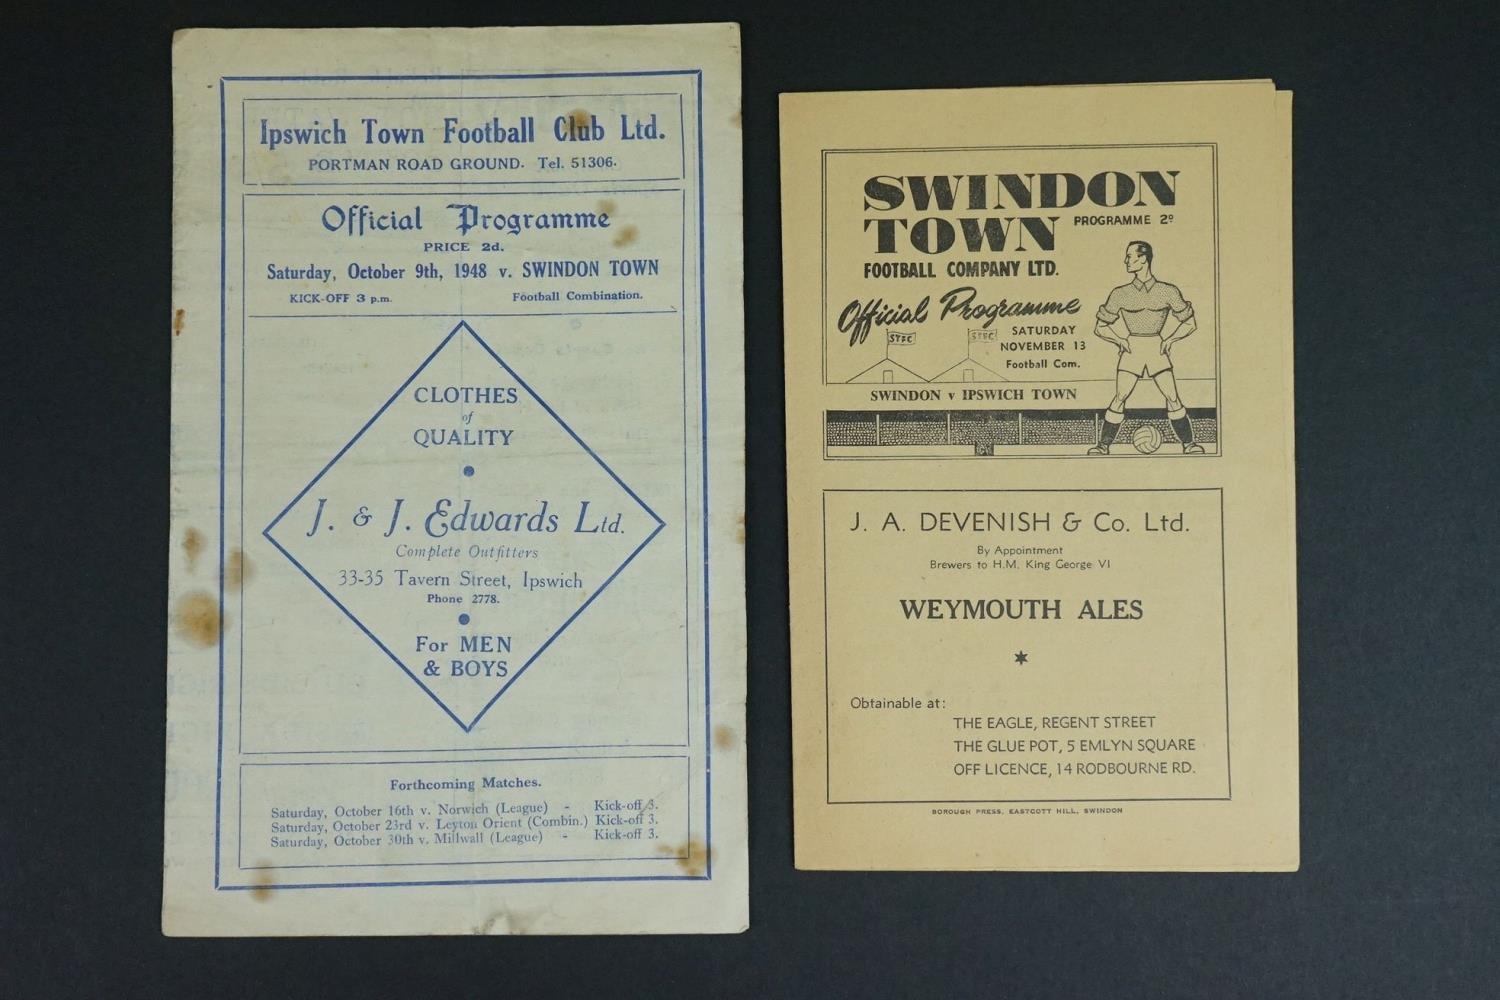 Ipswich Town Football Club Ltd.
PORTMAN ROAD GROUND. Tel. 51306.
Official Programme
PRICE 2d.
Saturday, October 9th, 1948 v. SWINDON TOWN
KICK-OFF 3 p.m. Football Combination.
CLOTHES
of
QUALITY
J. & J. Edwards Ltd.
Complete Outfitters
33-35 Tavern Street, Ipswich
Phone 2778.
For MEN
& BOYS
Forthcoming Matches.
Saturday, October 16th v. Norwich (League) - Kick-off 3.
Saturday, October 23rd v. Leyton Orient (Combin.) Kick-off 3.
Saturday, October 30th v. Millwall (League) - Kick-off 3.
SWINDON
TOWN PROGRAMME 2D
FOOTBALL COMPANY LTD.
Official Programme
STFC STFC
SATURDAY
NOVEMBER 13
Football Com.
SWINDON v IPSWICH TOWN
J. A. DEVENISH & Co. Ltd.
By Appointment
Brewers to H.M. King George VI
WEYMOUTH ALES
Obtainable at:
THE EAGLE, REGENT STREET
THE GLUE POT, 5 EMLYN SQUARE
OFF LICENCE, 14 RODBOURNE RD.
BOROUGH PRESS, EASTCOTT HILL, SWINDON